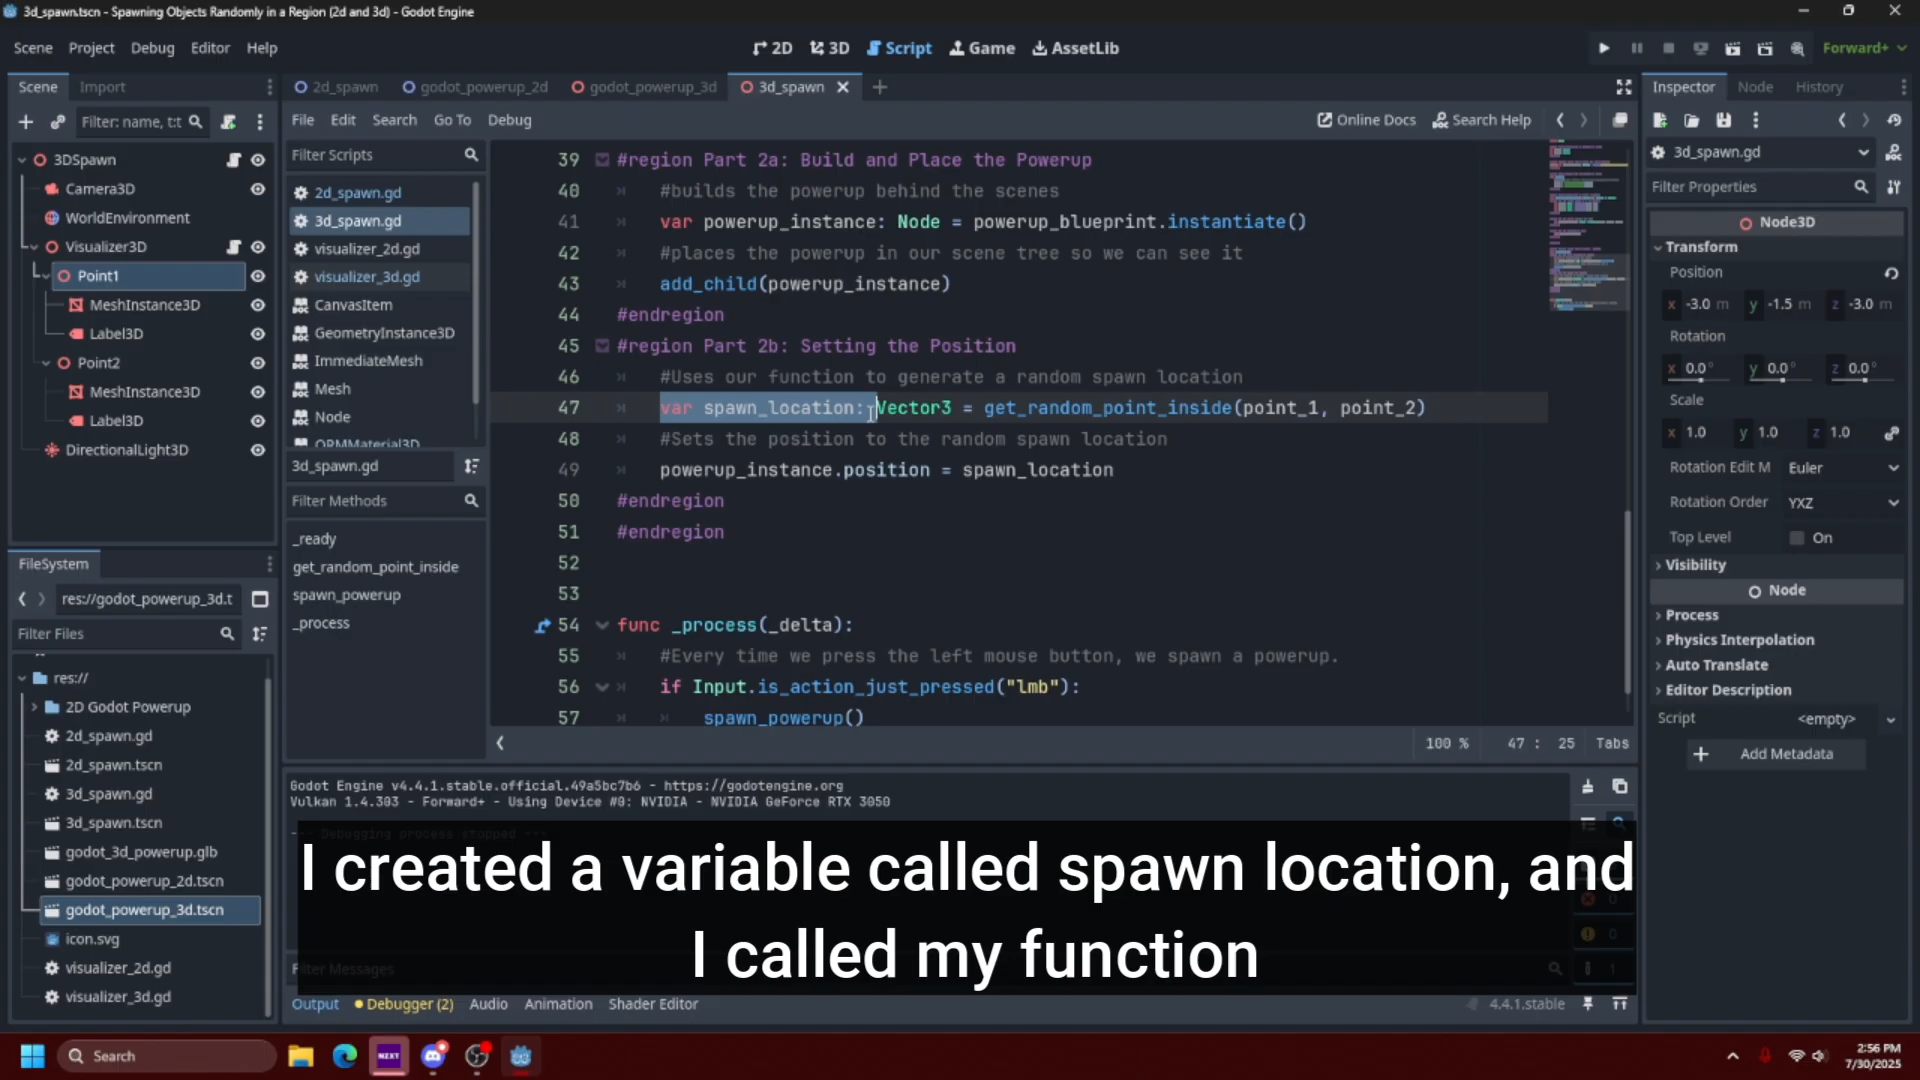 3d_spawn.tscn - Spawning Objects Randomly in a Region (2d and 3d) - Godot Engine
Scene Project Debug Editor Help
2D 3D Script Game AssetLib
Forward+
Scene Import
2d_spawn godot_powerup_2d godot_powerup_3d 3d_spawn
Inspector Node History
Filter: name, t:t
File Edit Search Go To Debug
Online Docs Search Help
3DSpawn
Camera3D
WorldEnvironment
Visualizer3D
Point1
MeshInstance3D
Label3D
Point2
MeshInstance3D
Label3D
DirectionalLight3D
Filter Scripts
2d_spawn.gd
3d_spawn.gd
visualizer_2d.gd
visualizer_3d.gd
CanvasItem
GeometryInstance3D
ImmediateMesh
Mesh
Node
ORMMaterial3D
3d_spawn.gd
Filter Methods
_ready
get_random_point_inside
spawn_powerup
_process
39 #region Part 2a: Build and Place the Powerup
40 #builds the powerup behind the scenes
41 var powerup_instance: Node = powerup_blueprint.instantiate()
42 #places the powerup in our scene tree so we can see it
43 add_child(powerup_instance)
44 #endregion
45 #region Part 2b: Setting the Position
46 #Uses our function to generate a random spawn location
47 var spawn_location: Vector3 = get_random_point_inside(point_1, point_2)
48 #Sets the position to the random spawn location
49 powerup_instance.position = spawn_location
50 #endregion
51 #endregion
52
53
54 func _process(_delta):
55 #Every time we press the left mouse button, we spawn a powerup.
56 if Input.is_action_just_pressed("lmb"):
57 spawn_powerup()
100 % 47 : 25 Tabs
3d_spawn.gd
Filter Properties
Node3D
Transform
Position
x -3.0 m y -1.5 m z -3.0 m
Rotation
x 0.0° y 0.0° z 0.0°
Scale
x 1.0 y 1.0 z 1.0
Rotation Edit M Euler
Rotation Order YXZ
Top Level On
Visibility
Node
Process
Physics Interpolation
Auto Translate
Editor Description
Script <empty>
Add Metadata
FileSystem
res://godot_powerup_3d.t
Filter Files
res://
2D Godot Powerup
2d_spawn.gd
2d_spawn.tscn
3d_spawn.gd
3d_spawn.tscn
godot_3d_powerup.glb
godot_powerup_2d.tscn
godot_powerup_3d.tscn
icon.svg
visualizer_2d.gd
visualizer_3d.gd
Godot Engine v4.4.1.stable.official.49a5bc7b6 - https://godotengine.org
Vulkan 1.4.303 - Forward+ - Using Device #0: NVIDIA - NVIDIA GeForce RTX 3050
--- Debugging process stopped ---
I created a variable called spawn location, and
I called my function
0
0
1
Filter Messages
Output Debugger (2) Audio Animation Shader Editor
4.4.1.stable
Search
NEXT
2:56 PM
7/30/2025